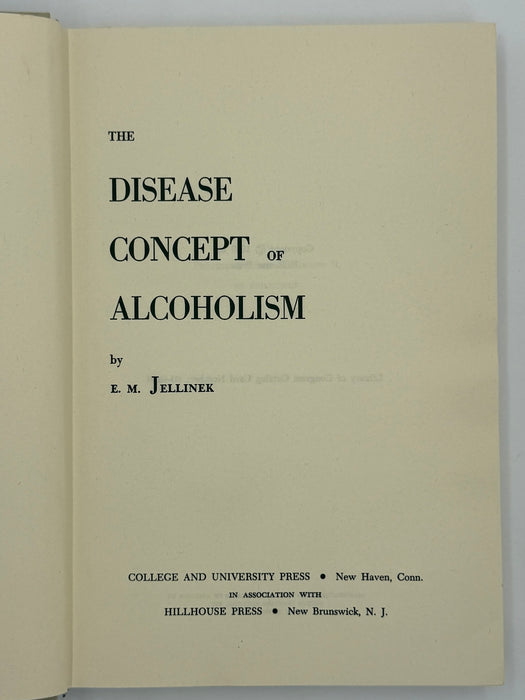 THE
DISEASE
CONCEPT OF
ALCOHOLISM
by
E. M. JELLINEK
COLLEGE AND UNIVERSITY PRESS • New Haven, Conn.
IN ASSOCIATION WITH
HILLHOUSE PRESS • New Brunswick, N. J.